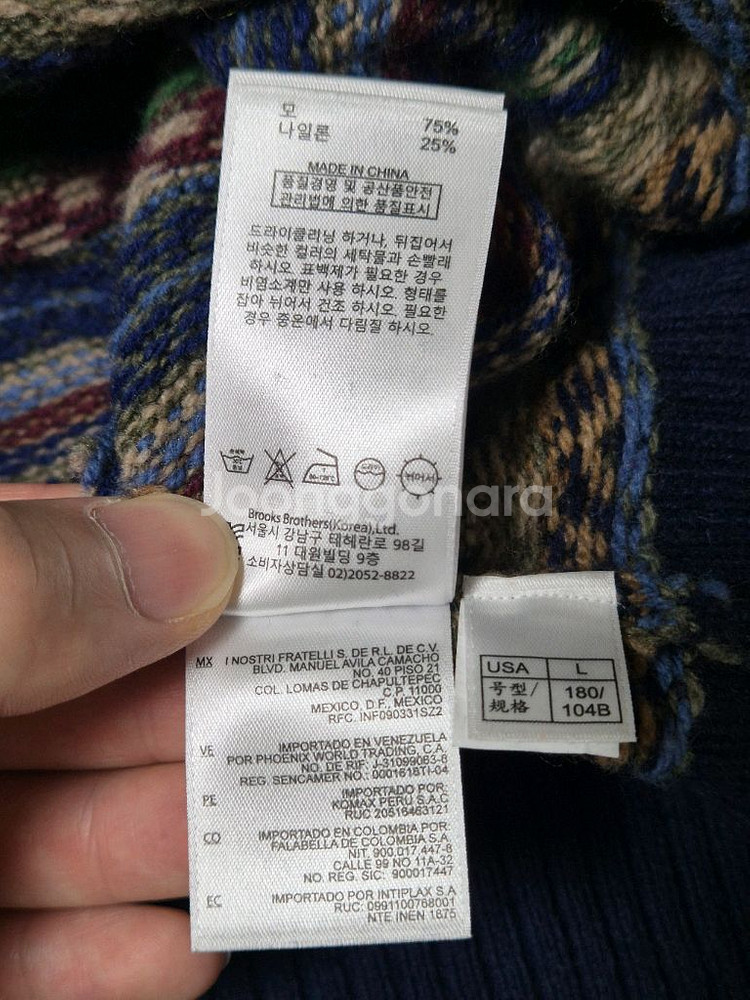 모 75%
나일론 25%
MADE IN CHINA
품질경영 및 공산품안전
관리법에 의한 품질표시
드라이클리닝 하거나, 뒤집어서
비슷한 컬러의 세탁물과 손빨래
하시오. 표백제가 필요한 경우
비염소계만 사용 하시오. 형태를
잡아 뉘어서 건조 하시오. 필요한
경우 중온에서 다림질 하시오.
손세탁
드라이
뉘어서
Joonggonara
Brooks Brothers(Korea),Ltd.
서울시 강남구 테헤란로 98길
11 대원빌딩 9층
소비자상담실 02)2052-8822
MX I NOSTRI FRATELLI S. DE R.L. DE C.V.
BLVD. MANUEL AVILA CAMACHO
NO. 40 PISO 21
COL. LOMAS DE CHAPULTEPEC
C.P. 11000
MEXICO, D.F., MEXICO
RFC. INF090331SZ2
VE IMPORTADO EN VENEZUELA
POR PHOENIX WORLD TRADING, C.A.
NO. DE RIF: J-31099063-8
REG. SENCAMER NO.: 0001618TI-04
PE IMPORTADO POR:
KOMAX PERU S.A.C
RUC 20516463121
CO IMPORTADO EN COLOMBIA POR:
FALABELLA DE COLOMBIA S.A.
NIT. 900.017.447-8
CALLE 99 NO 11A-32
NO. REG. SIC: 900017447
EC IMPORTADO POR INTIPLAX S.A
RUC: 0991100768001
NTE INEN 1875
USA L
号型/ 180/
规格 104B